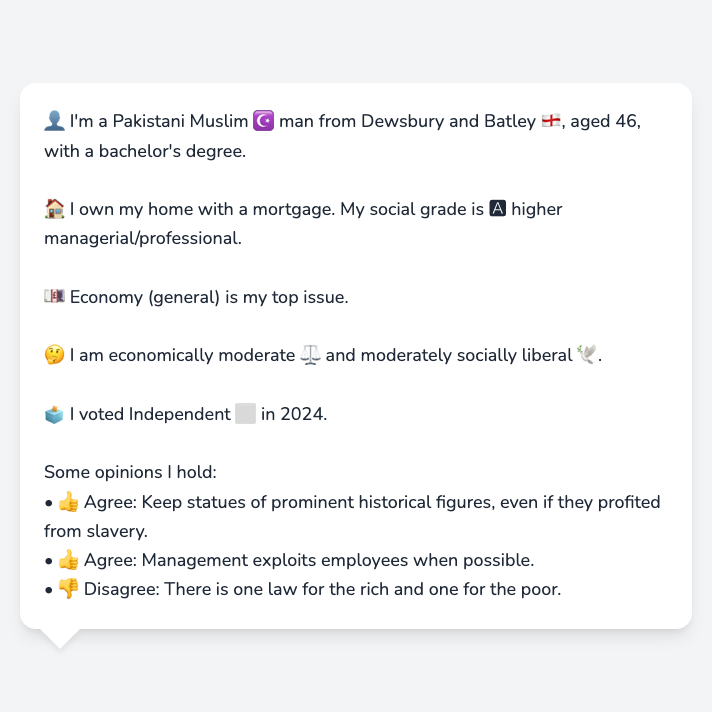 👤 I'm a Pakistani Muslim ☪️ man from Dewsbury and Batley 🏴󠁧󠁢󠁥󠁮󠁧󠁿, aged 46,
with a bachelor's degree.
🏠 I own my home with a mortgage. My social grade is 🅰 higher
managerial/professional.
💷 Economy (general) is my top issue.
🤔 I am economically moderate ⚖️ and moderately socially liberal 🕊️.
🗳️ I voted Independent ⬜ in 2024.
Some opinions I hold:
• 👍 Agree: Keep statues of prominent historical figures, even if they profited
from slavery.
• 👍 Agree: Management exploits employees when possible.
• 👎 Disagree: There is one law for the rich and one for the poor.